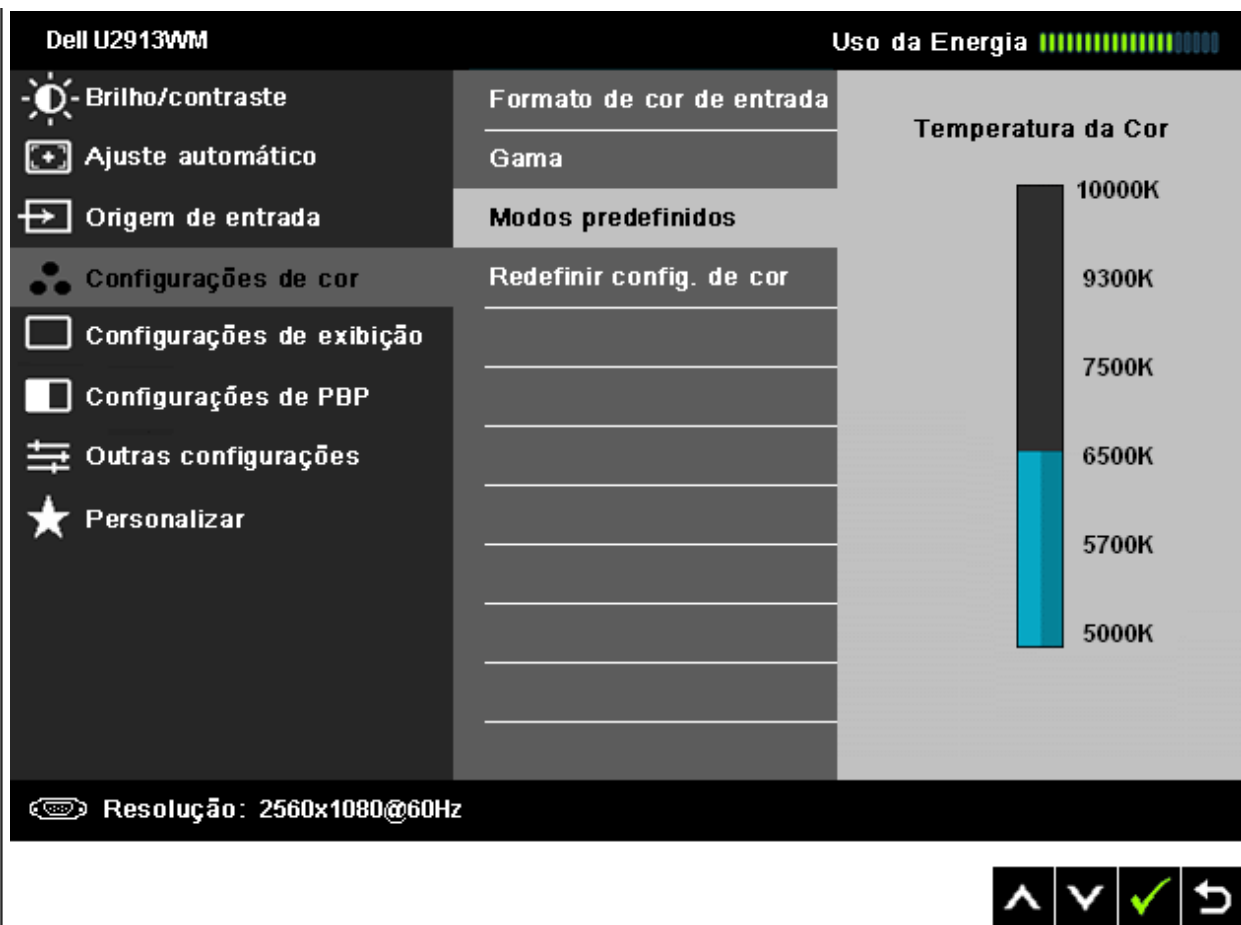 Dell U2913WM
Uso da Energia
Brilho/contraste
Ajuste automático
Origem de entrada
Configurações de cor
Configurações de exibição
Configurações de PBP
Outras configurações
Personalizar
Formato de cor de entrada
Gama
Modos predefinidos
Redefinir config. de cor
Temperatura da Cor
10000K
9300K
7500K
6500K
5700K
5000K
Resolução: 2560x1080@60Hz